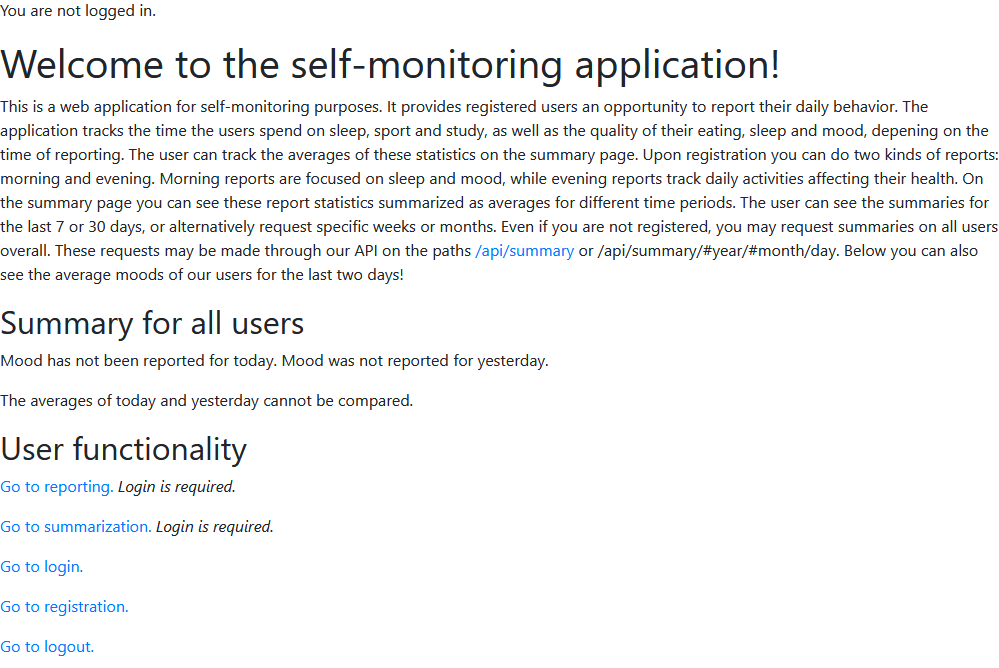 You are not logged in.
Welcome to the self-monitoring application!
This is a web application for self-monitoring purposes. It provides registered users an opportunity to report their daily behavior. The
application tracks the time the users spend on sleep, sport and study, as well as the quality of their eating, sleep and mood, depening on the
time of reporting. The user can track the averages of these statistics on the summary page. Upon registration you can do two kinds of reports:
morning and evening. Morning reports are focused on sleep and mood, while evening reports track daily activities affecting their health. On
the summary page you can see these report statistics summarized as averages for different time periods. The user can see the summaries for
the last 7 or 30 days, or alternatively request specific weeks or months. Even if you are not registered, you may request summaries on all users
overall. These requests may be made through our API on the paths /api/summary or /api/summary/#year/#month/day. Below you can also
see the average moods of our users for the last two days!
Summary for all users
Mood has not been reported for today. Mood was not reported for yesterday.
The averages of today and yesterday cannot be compared.
User functionality
Go to reporting. Login is required.
Go to summarization. Login is required.
Go to login.
Go to registration.
Go to logout.